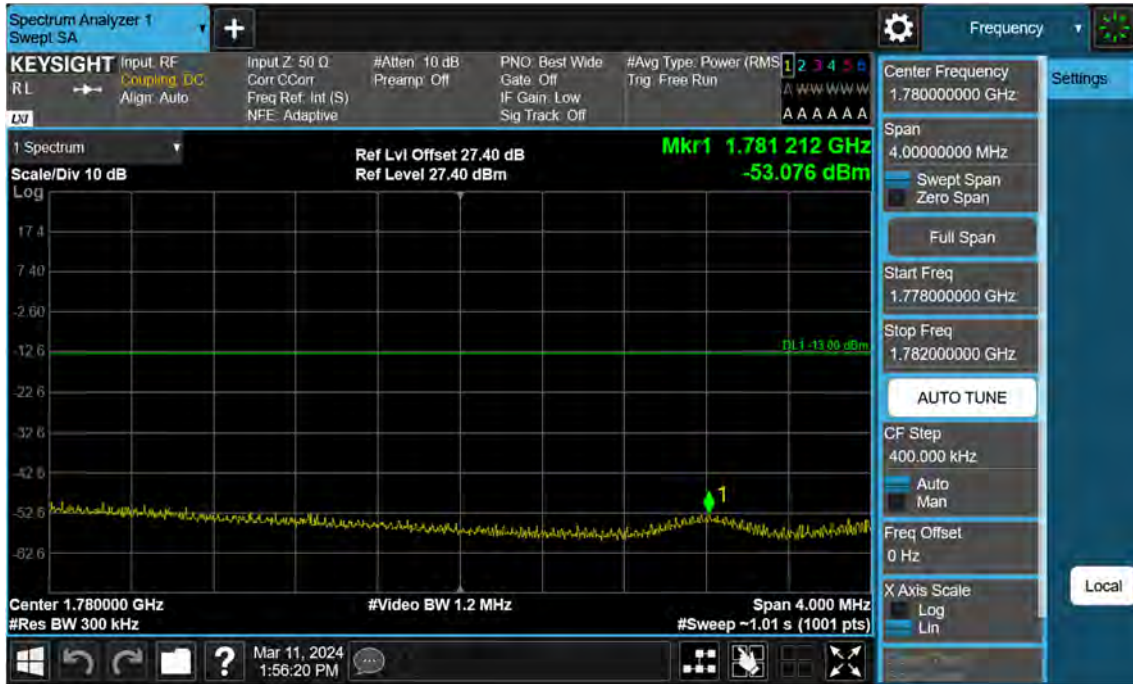 Spectrum Analyzer 1
Swept SA
+
Frequency
KEYSIGHT
RL
LXI
Input: RF
Coupling: DC
Align: Auto
Input Z: 50 Ω
Corr CCorr
Freq Ref: Int (S)
NFE: Adaptive
#Atten: 10 dB
Preamp: Off
PNO: Best Wide
Gate: Off
IF Gain: Low
Sig Track: Off
#Avg Type: Power (RMS
Trig: Free Run
1 2 3 4 5 6
A W W W W W
A A A A A A
1 Spectrum
Scale/Div 10 dB
Log
Ref Lvl Offset 27.40 dB
Ref Level 27.40 dBm
Mkr1 1.781 212 GHz
-53.076 dBm
17.4
7.40
-2.60
-12.6
DL1 -13.00 dBm
-22.6
-32.6
-42.6
-52.6
-62.6
1
Center 1.780000 GHz
#Res BW 300 kHz
#Video BW 1.2 MHz
Span 4.000 MHz
#Sweep ~1.01 s (1001 pts)
Center Frequency
1.780000000 GHz
Settings
Span
4.00000000 MHz
Swept Span
Zero Span
Full Span
Start Freq
1.778000000 GHz
Stop Freq
1.782000000 GHz
AUTO TUNE
CF Step
400.000 kHz
Auto
Man
Freq Offset
0 Hz
X Axis Scale
Log
Lin
Local
?
Mar 11, 2024
1:56:20 PM